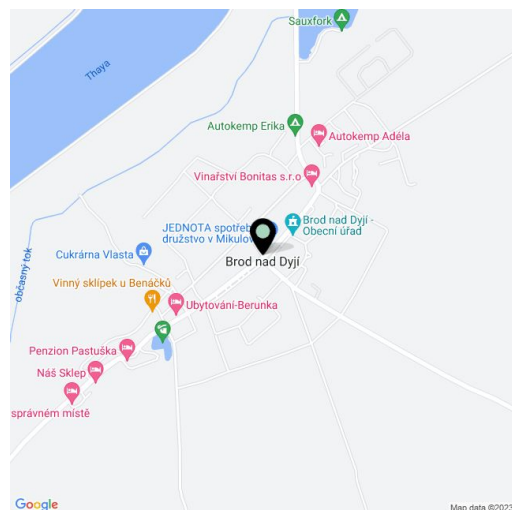 Sauxfork
Thaya
Autokemp Erika
Autokemp Adéla
Vinařství Bonitas s.r.o
JEDNOTA spotřeb
družstvo v Mikulov
Brod nad Dyjí -
Obecní úřad
Cukrárna Vlasta
Brod nad Dyjí
občasný tok
Vinný sklípek u Benáčků
Ubytování-Berunka
Penzion Pastuška
Náš Sklep
správném místě
Google
Map data ©2023